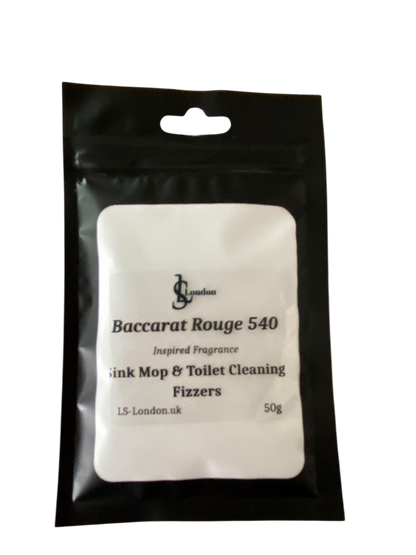 LS London
Baccarat Rouge 540
Inspired Fragrance
Sink Mop & Toilet Cleaning
Fizzers
LS-London.uk 50g